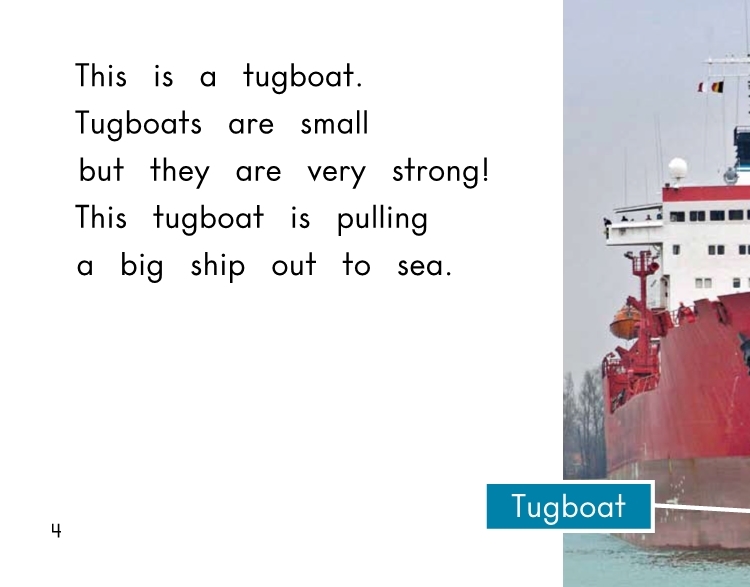 This is a tugboat.
Tugboats are small
but they are very strong!
This tugboat is pulling
a big ship out to sea.
Tugboat
4